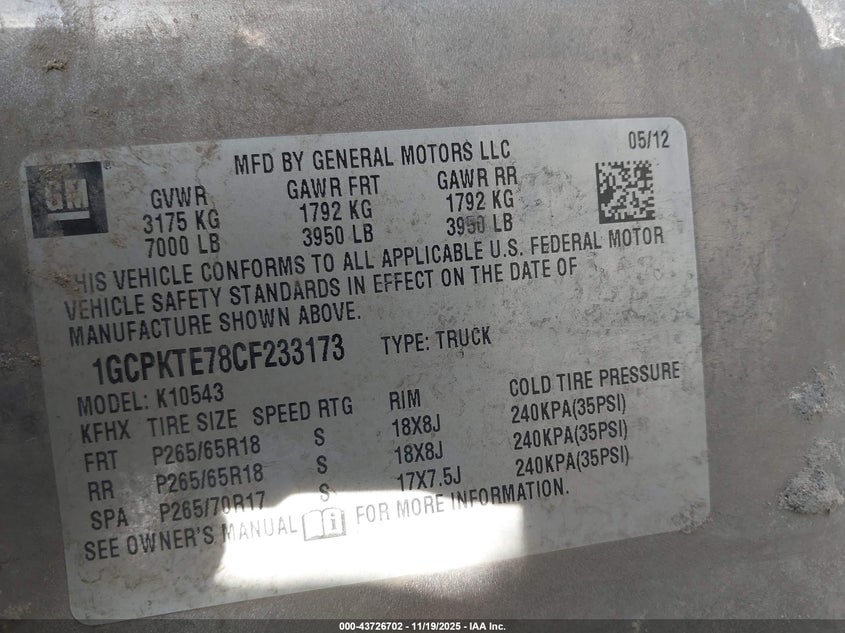 GM
MFD BY GENERAL MOTORS LLC
05/12
GVWR GAWR FRT GAWR RR
3175 KG 1792 KG 1792 KG
7000 LB 3950 LB 3950 LB
THIS VEHICLE CONFORMS TO ALL APPLICABLE U.S. FEDERAL MOTOR
VEHICLE SAFETY STANDARDS IN EFFECT ON THE DATE OF
MANUFACTURE SHOWN ABOVE.
1GCPKTE78CF233173 TYPE: TRUCK
MODEL: K10543
KFHX TIRE SIZE SPEED RTG RIM COLD TIRE PRESSURE
FRT P265/65R18 S 18X8J 240KPA(35PSI)
RR P265/65R18 S 18X8J 240KPA(35PSI)
SPA P265/70R17 S 17X7.5J 240KPA(35PSI)
SEE OWNER'S MANUAL FOR MORE INFORMATION.
000-43726702 - 11/19/2025 - IAA Inc.